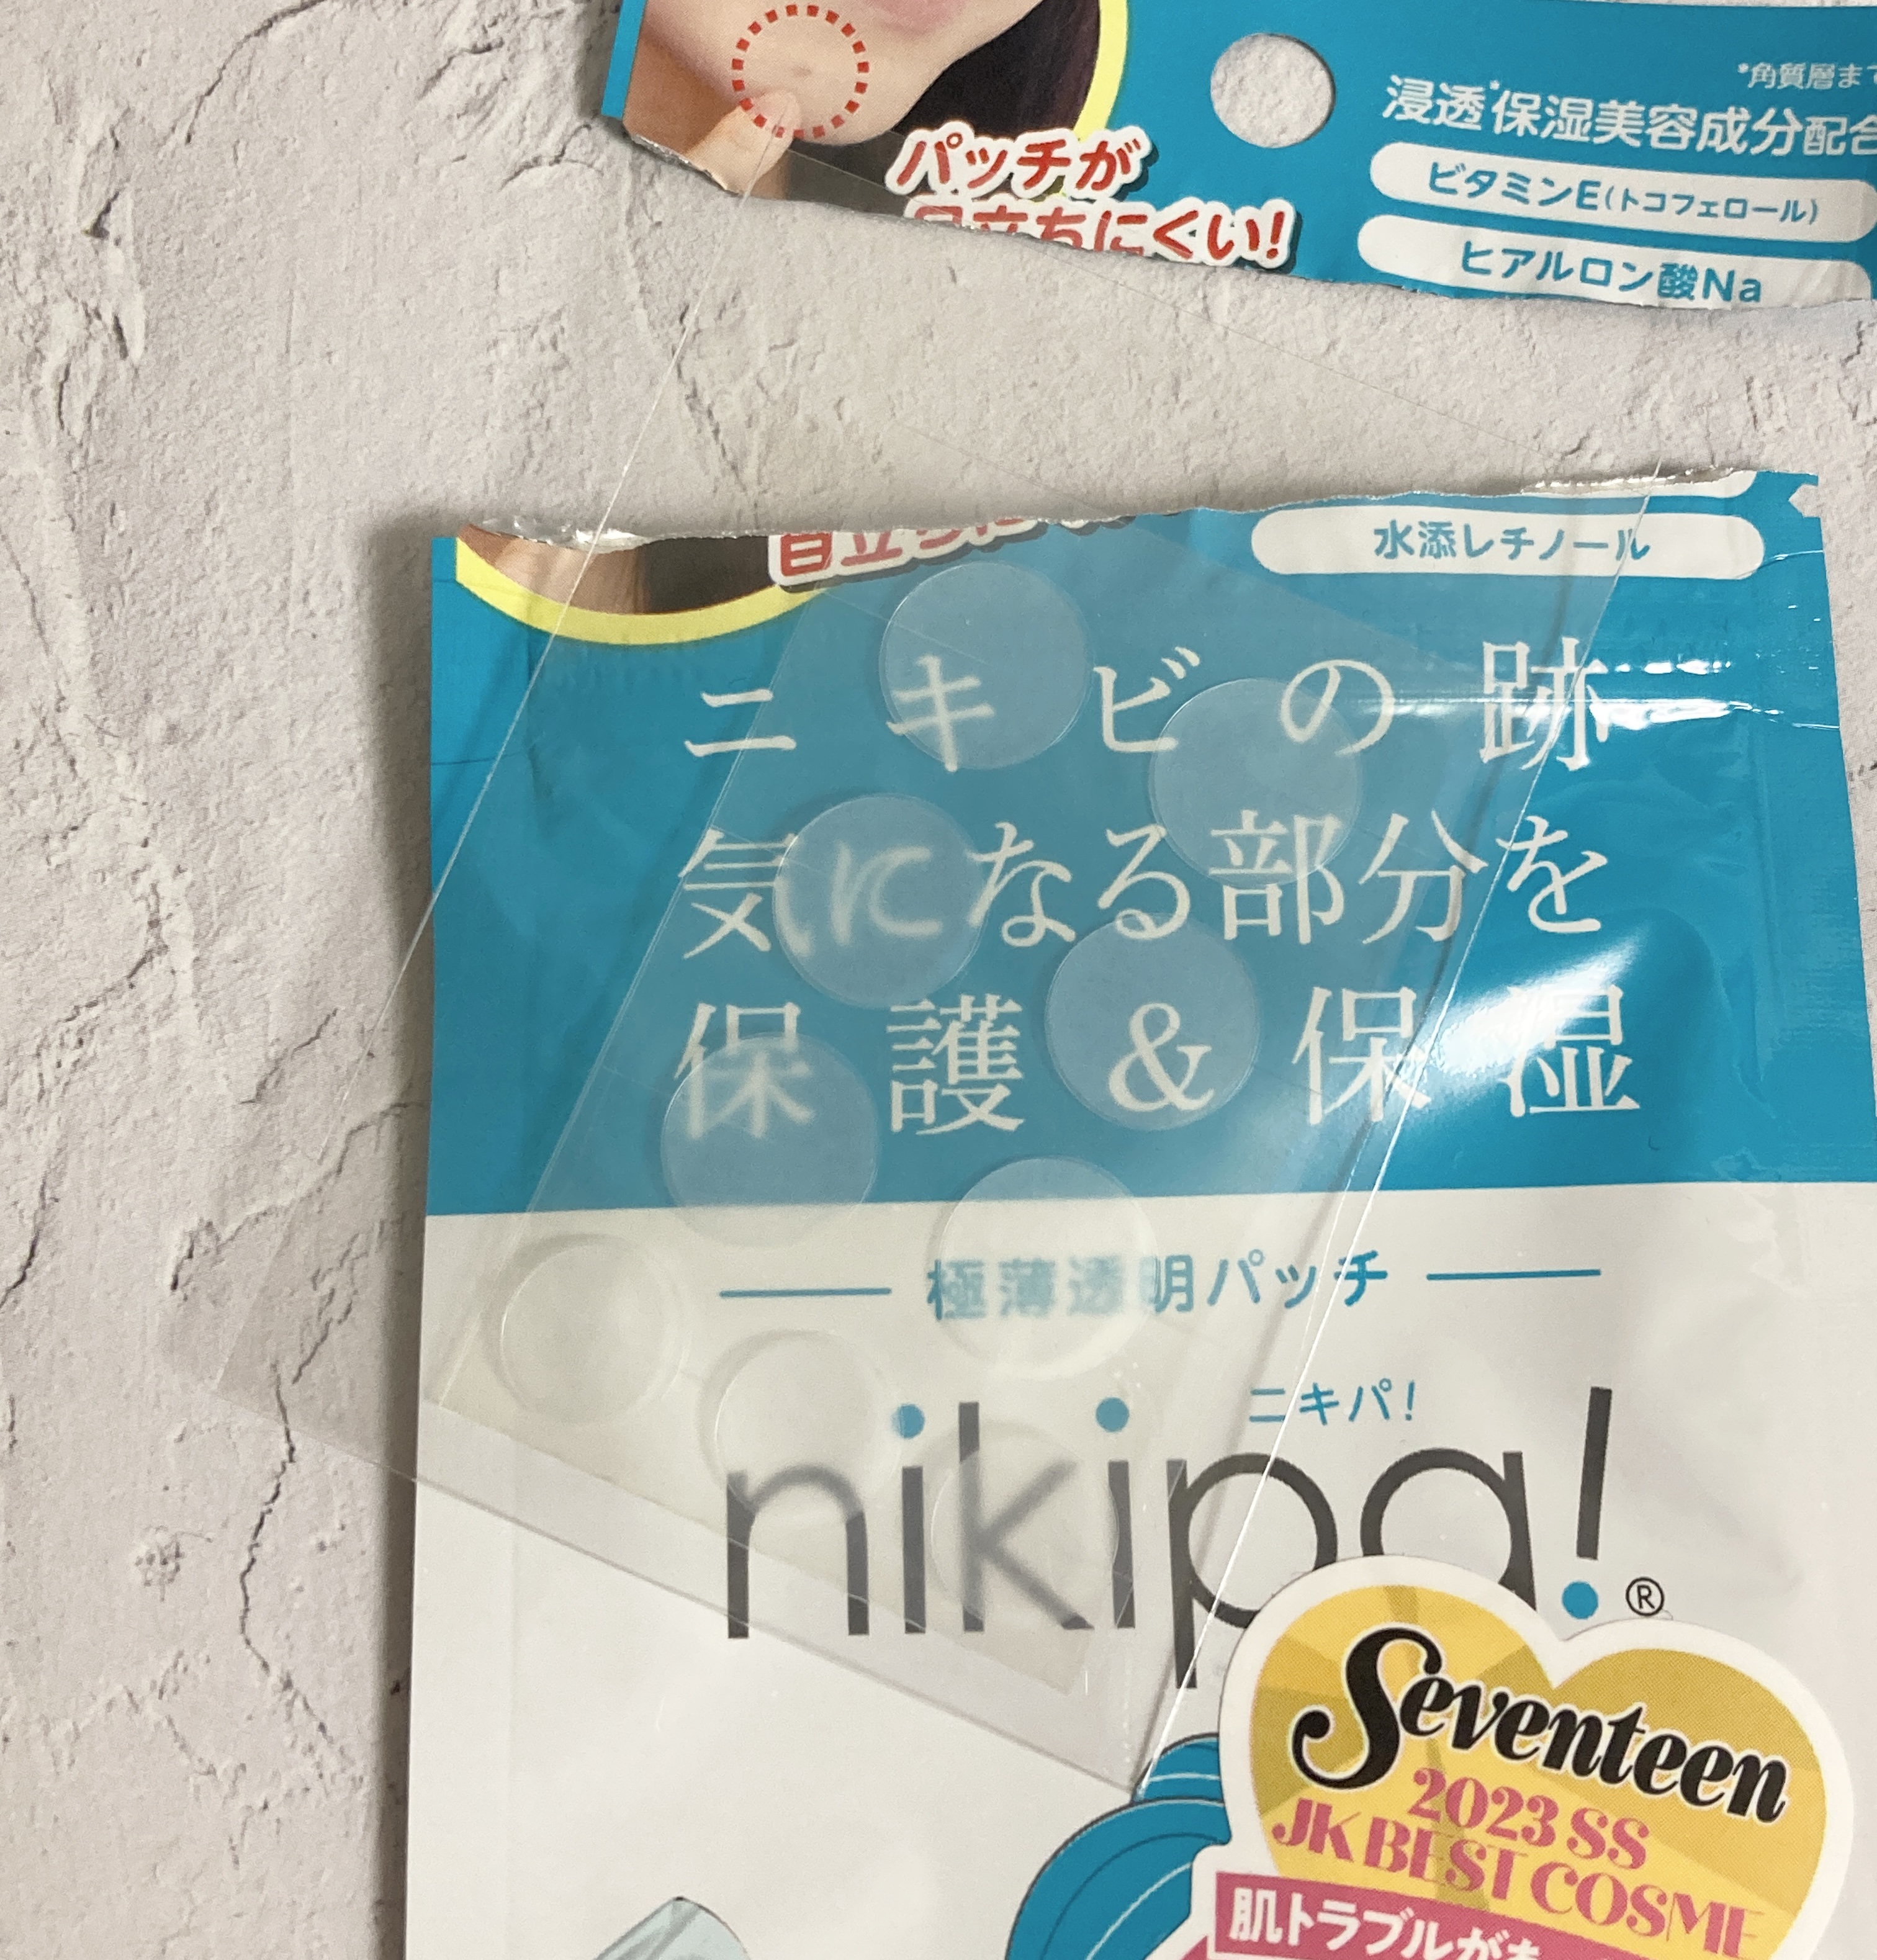 パッチが
目立ちにくい!
*角質層まで
浸透*保湿美容成分配合
ビタミンE(トコフェロール)
ヒアルロン酸Na
水添レチノール
ニキビの跡
気になる部分を
保護&保湿
極薄透明パッチ
ニキパ!
nikipa!®
Seventeen
2023 SS
JK BEST COSME
肌トラブルが